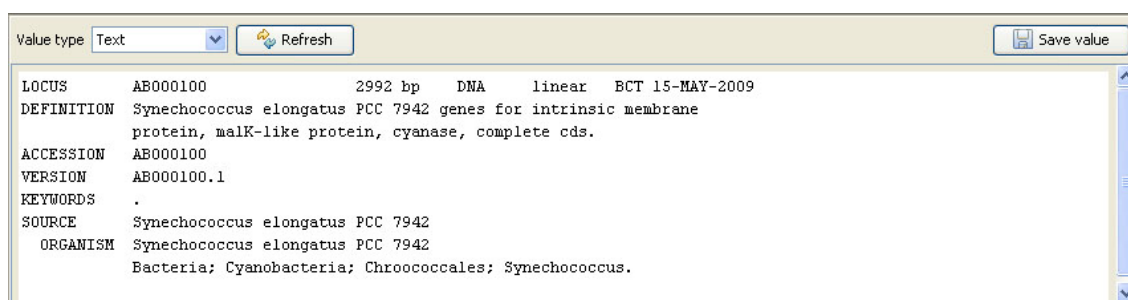 Value type Text Refresh Save value
LOCUS       AB000100                2992 bp    DNA     linear   BCT 15-MAY-2009
DEFINITION  Synechococcus elongatus PCC 7942 genes for intrinsic membrane
            protein, malK-like protein, cyanase, complete cds.
ACCESSION   AB000100
VERSION     AB000100.1
KEYWORDS    .
SOURCE      Synechococcus elongatus PCC 7942
  ORGANISM  Synechococcus elongatus PCC 7942
            Bacteria; Cyanobacteria; Chroococcales; Synechococcus.